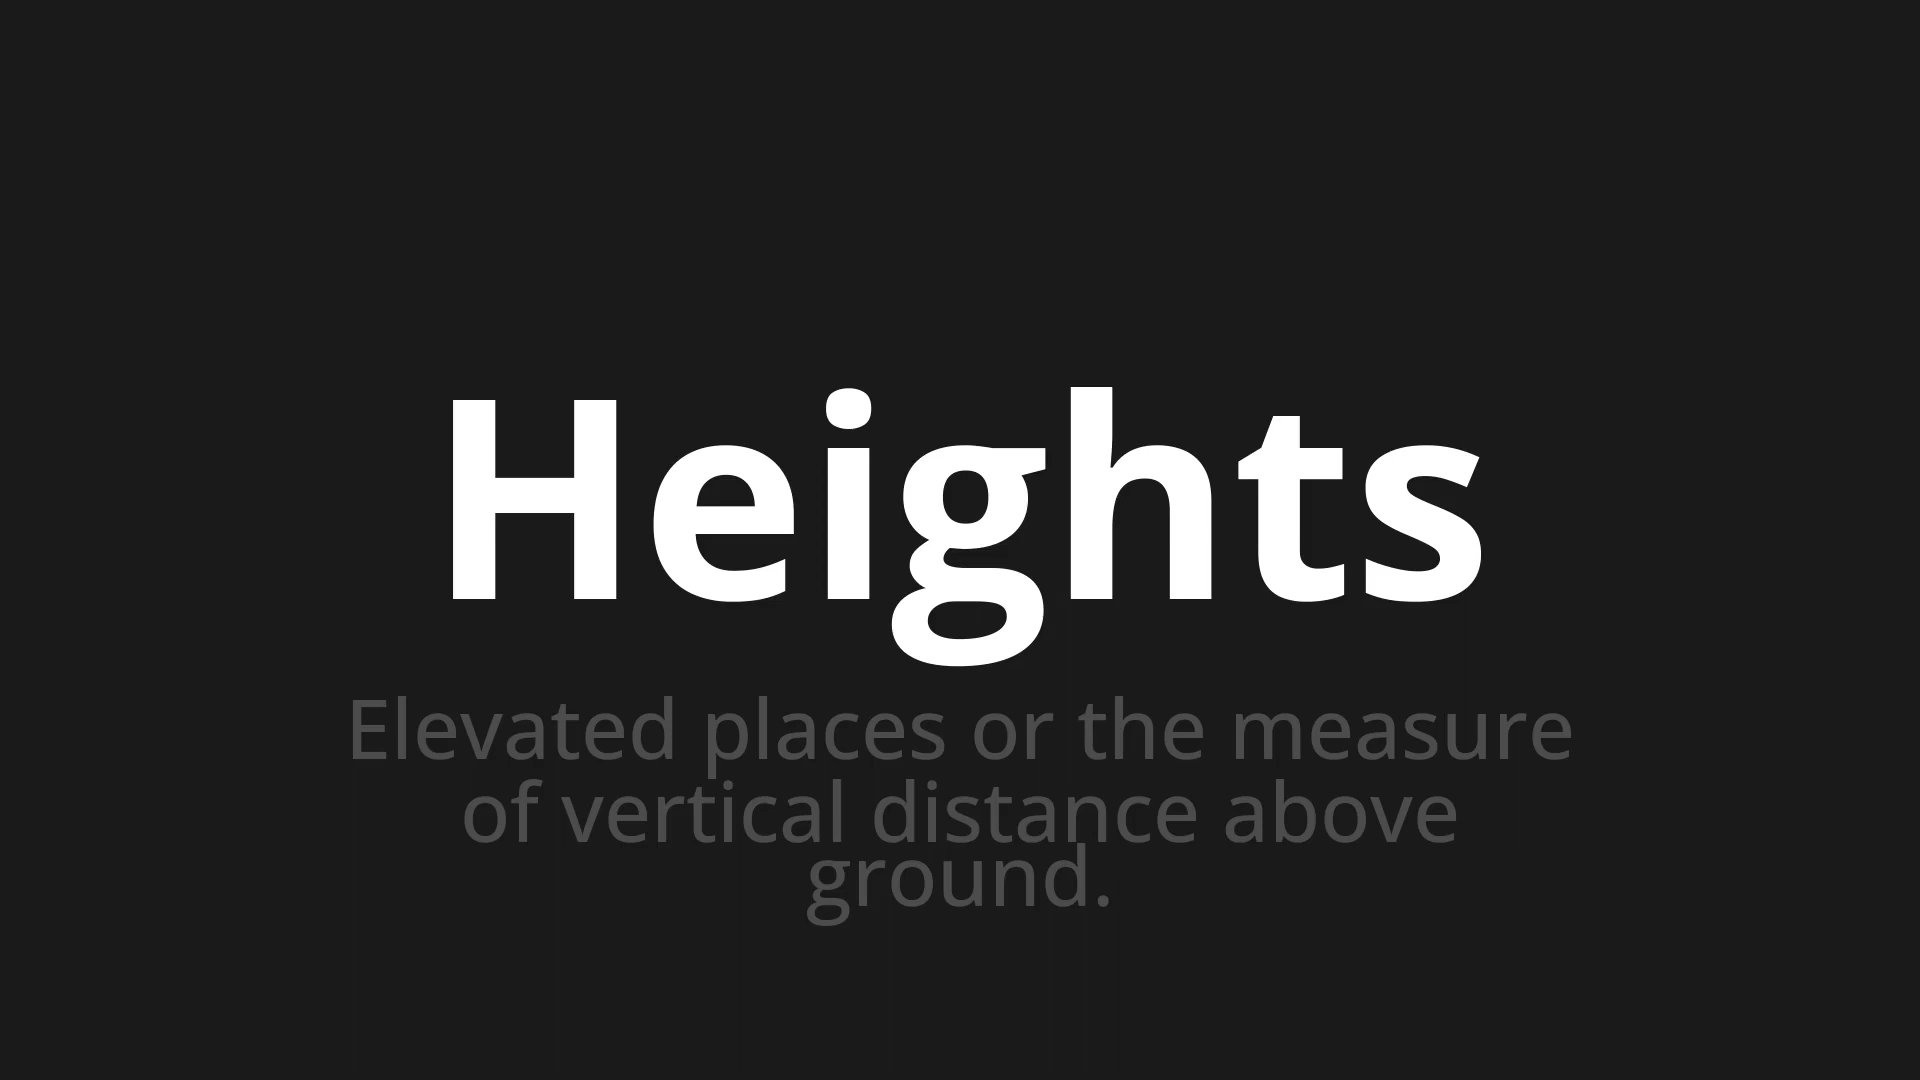 Heights
Elevated places or the measure
of vertical distance above
ground.